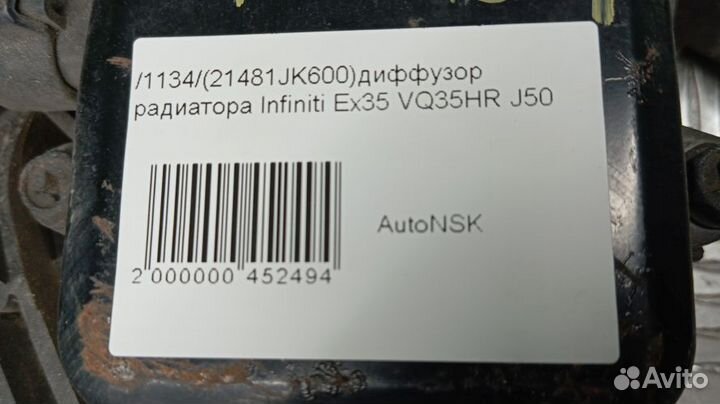 /1134/(21481JK600)диффузор
радиатора Infiniti Ex35 VQ35HR J50
AutoNSK
2 000000 452494
Avito